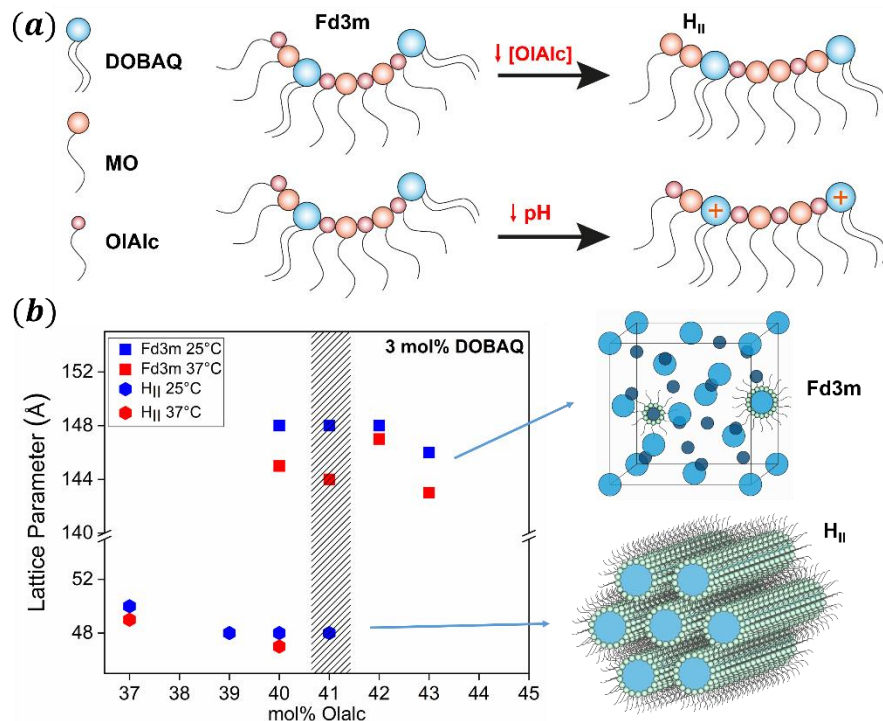 (a)
Fd3m
H_II
DOBAQ
↓ [OlAlc]
MO
OlAlc
↓ pH
+ +
(b)
3 mol% DOBAQ
Fd3m 25°C
Fd3m 37°C
H_II 25°C
H_II 37°C
Lattice Parameter (Å)
152
148
144
140
52
50
48
37 38 39 40 41 42 43 44 45
mol% Olalc
Fd3m
H_II